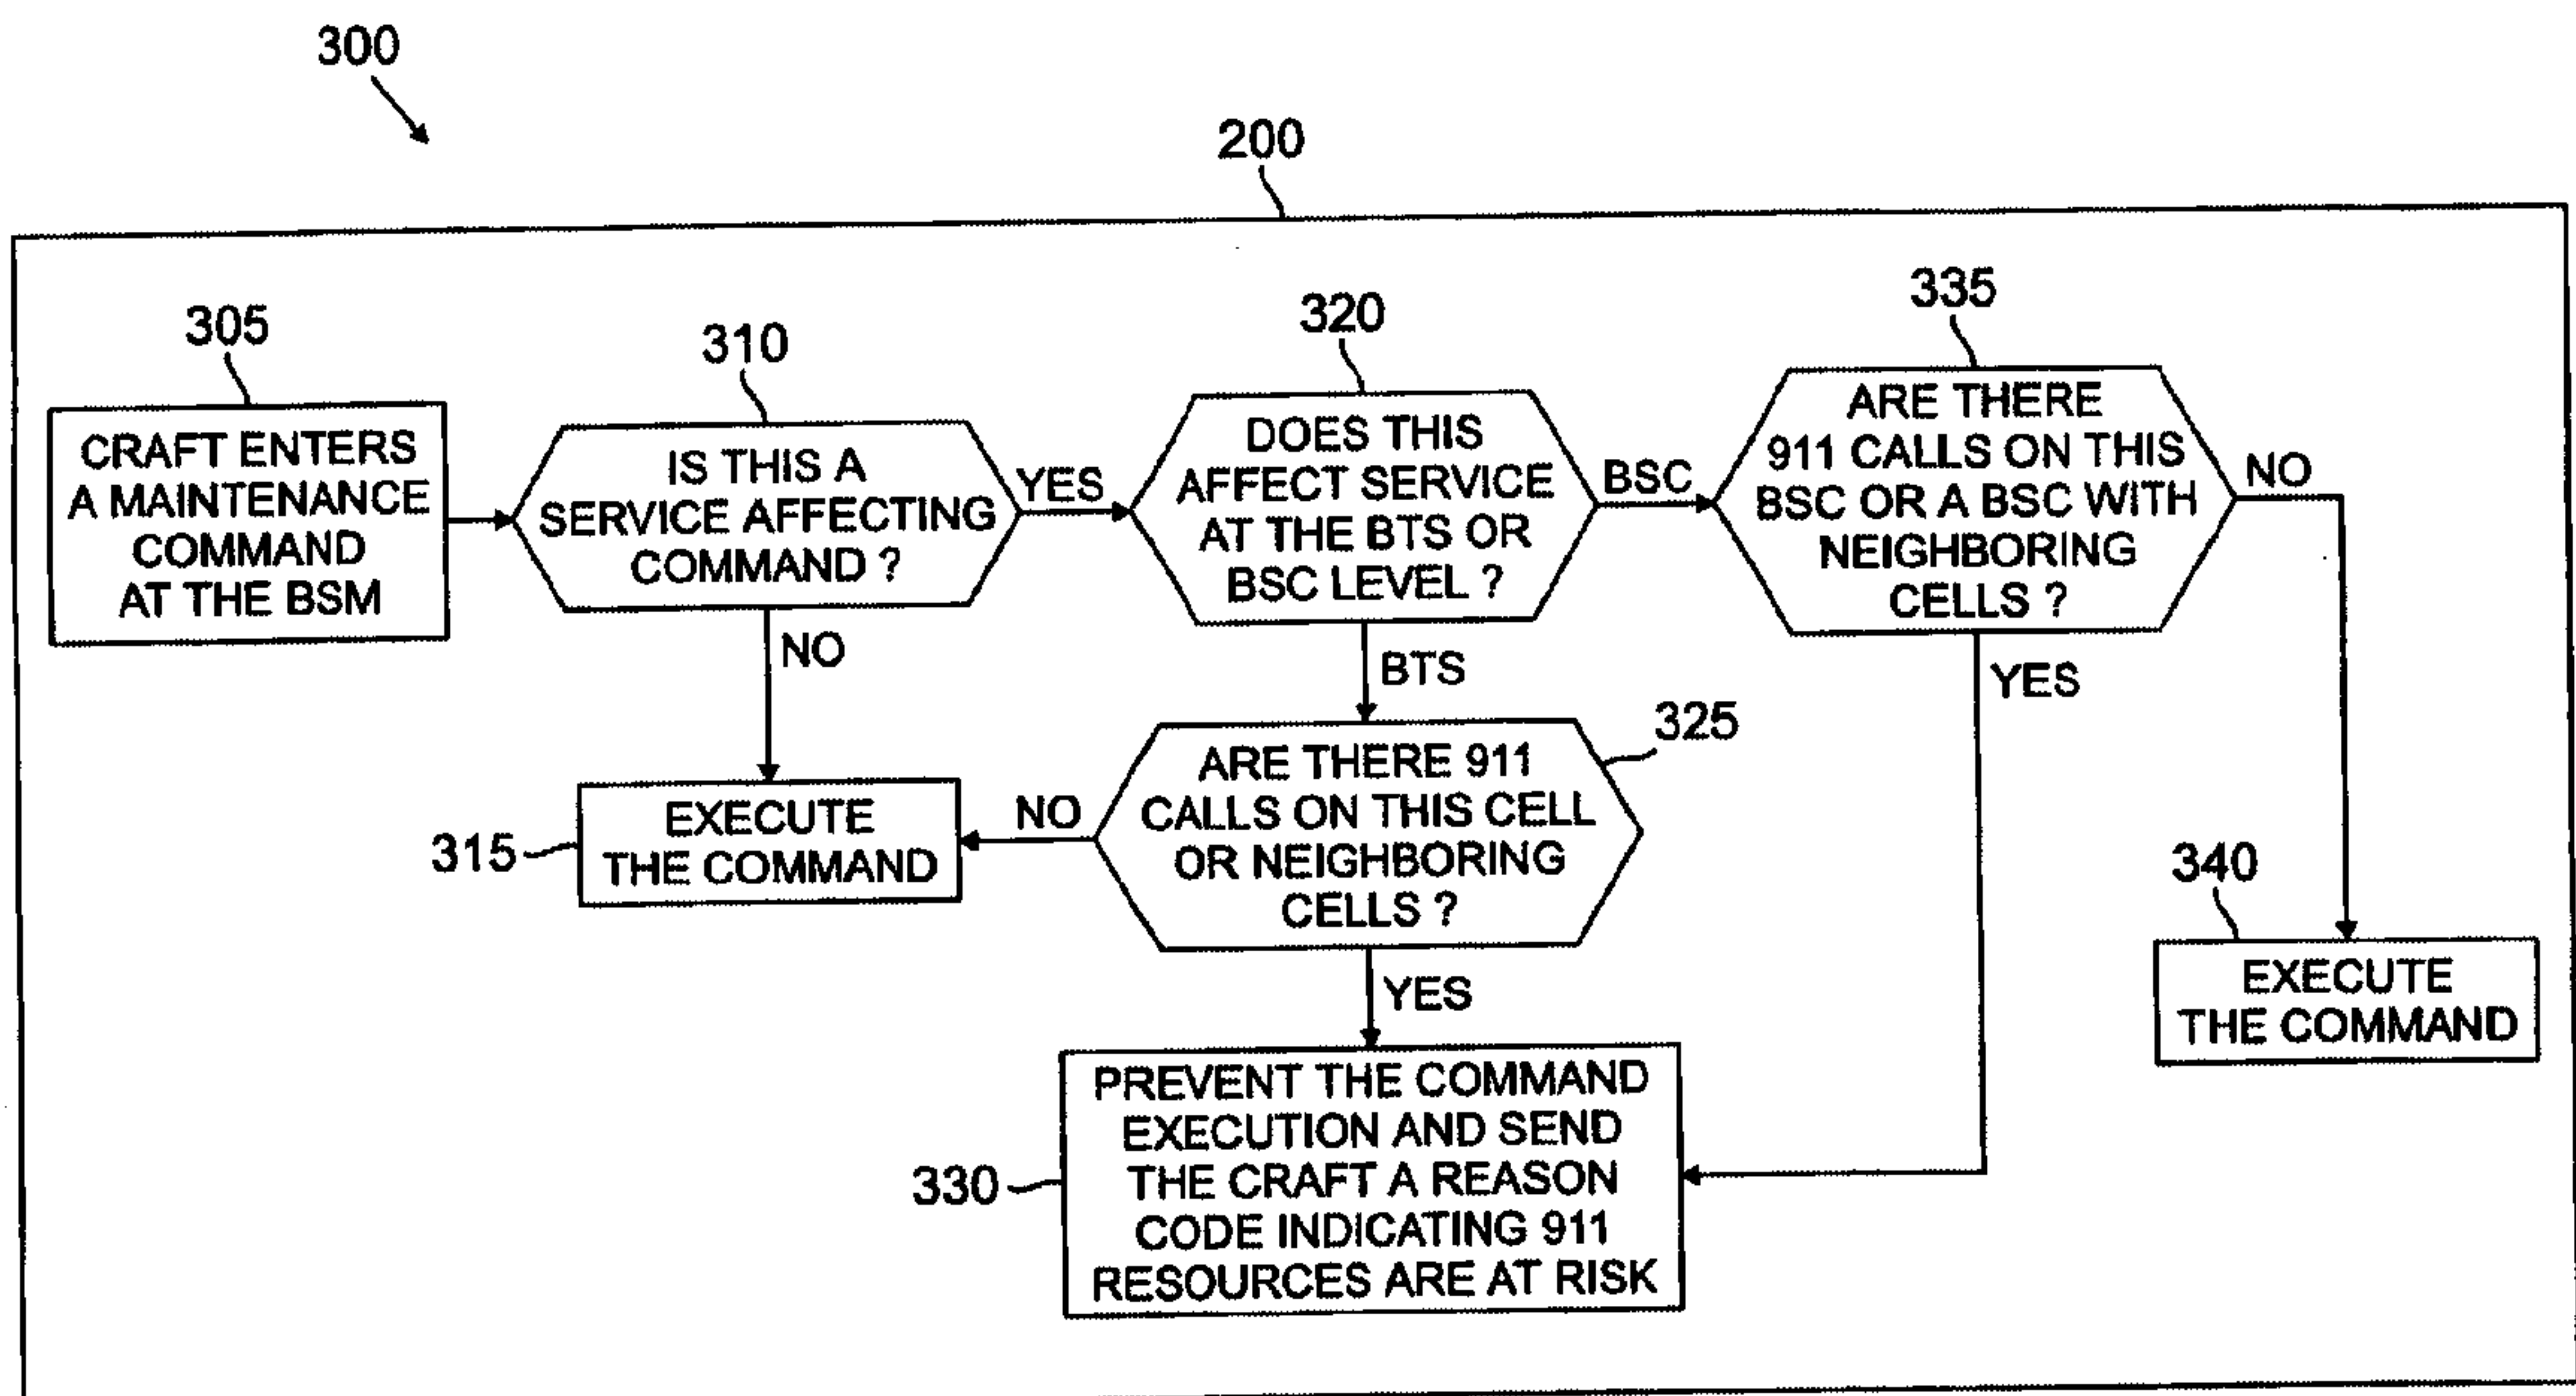 300
200
305
CRAFT ENTERS
A MAINTENANCE
COMMAND
AT THE BSM
310
IS THIS A
SERVICE AFFECTING
COMMAND ?
YES
NO
320
DOES THIS
AFFECT SERVICE
AT THE BTS OR
BSC LEVEL ?
BSC
BTS
335
ARE THERE
911 CALLS ON THIS
BSC OR A BSC WITH
NEIGHBORING
CELLS ?
NO
YES
315
EXECUTE
THE COMMAND
NO
325
ARE THERE 911
CALLS ON THIS CELL
OR NEIGHBORING
CELLS ?
YES
340
EXECUTE
THE COMMAND
330
PREVENT THE COMMAND
EXECUTION AND SEND
THE CRAFT A REASON
CODE INDICATING 911
RESOURCES ARE AT RISK